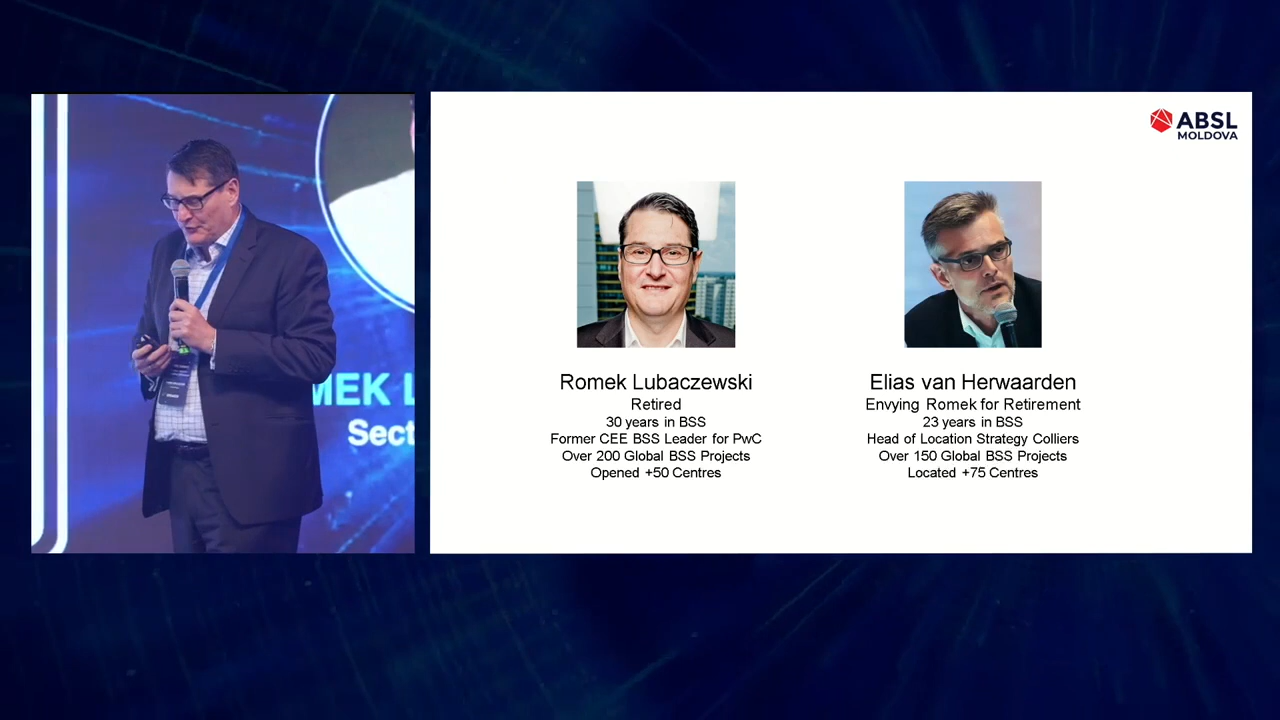 MEK L
Sect
ABSL
MOLDOVA
Romek Lubaczewski
Retired
30 years in BSS
Former CEE BSS Leader for PwC
Over 200 Global BSS Projects
Opened +50 Centres
Elias van Herwaarden
Envying Romek for Retirement
23 years in BSS
Head of Location Strategy Colliers
Over 150 Global BSS Projects
Located +75 Centres